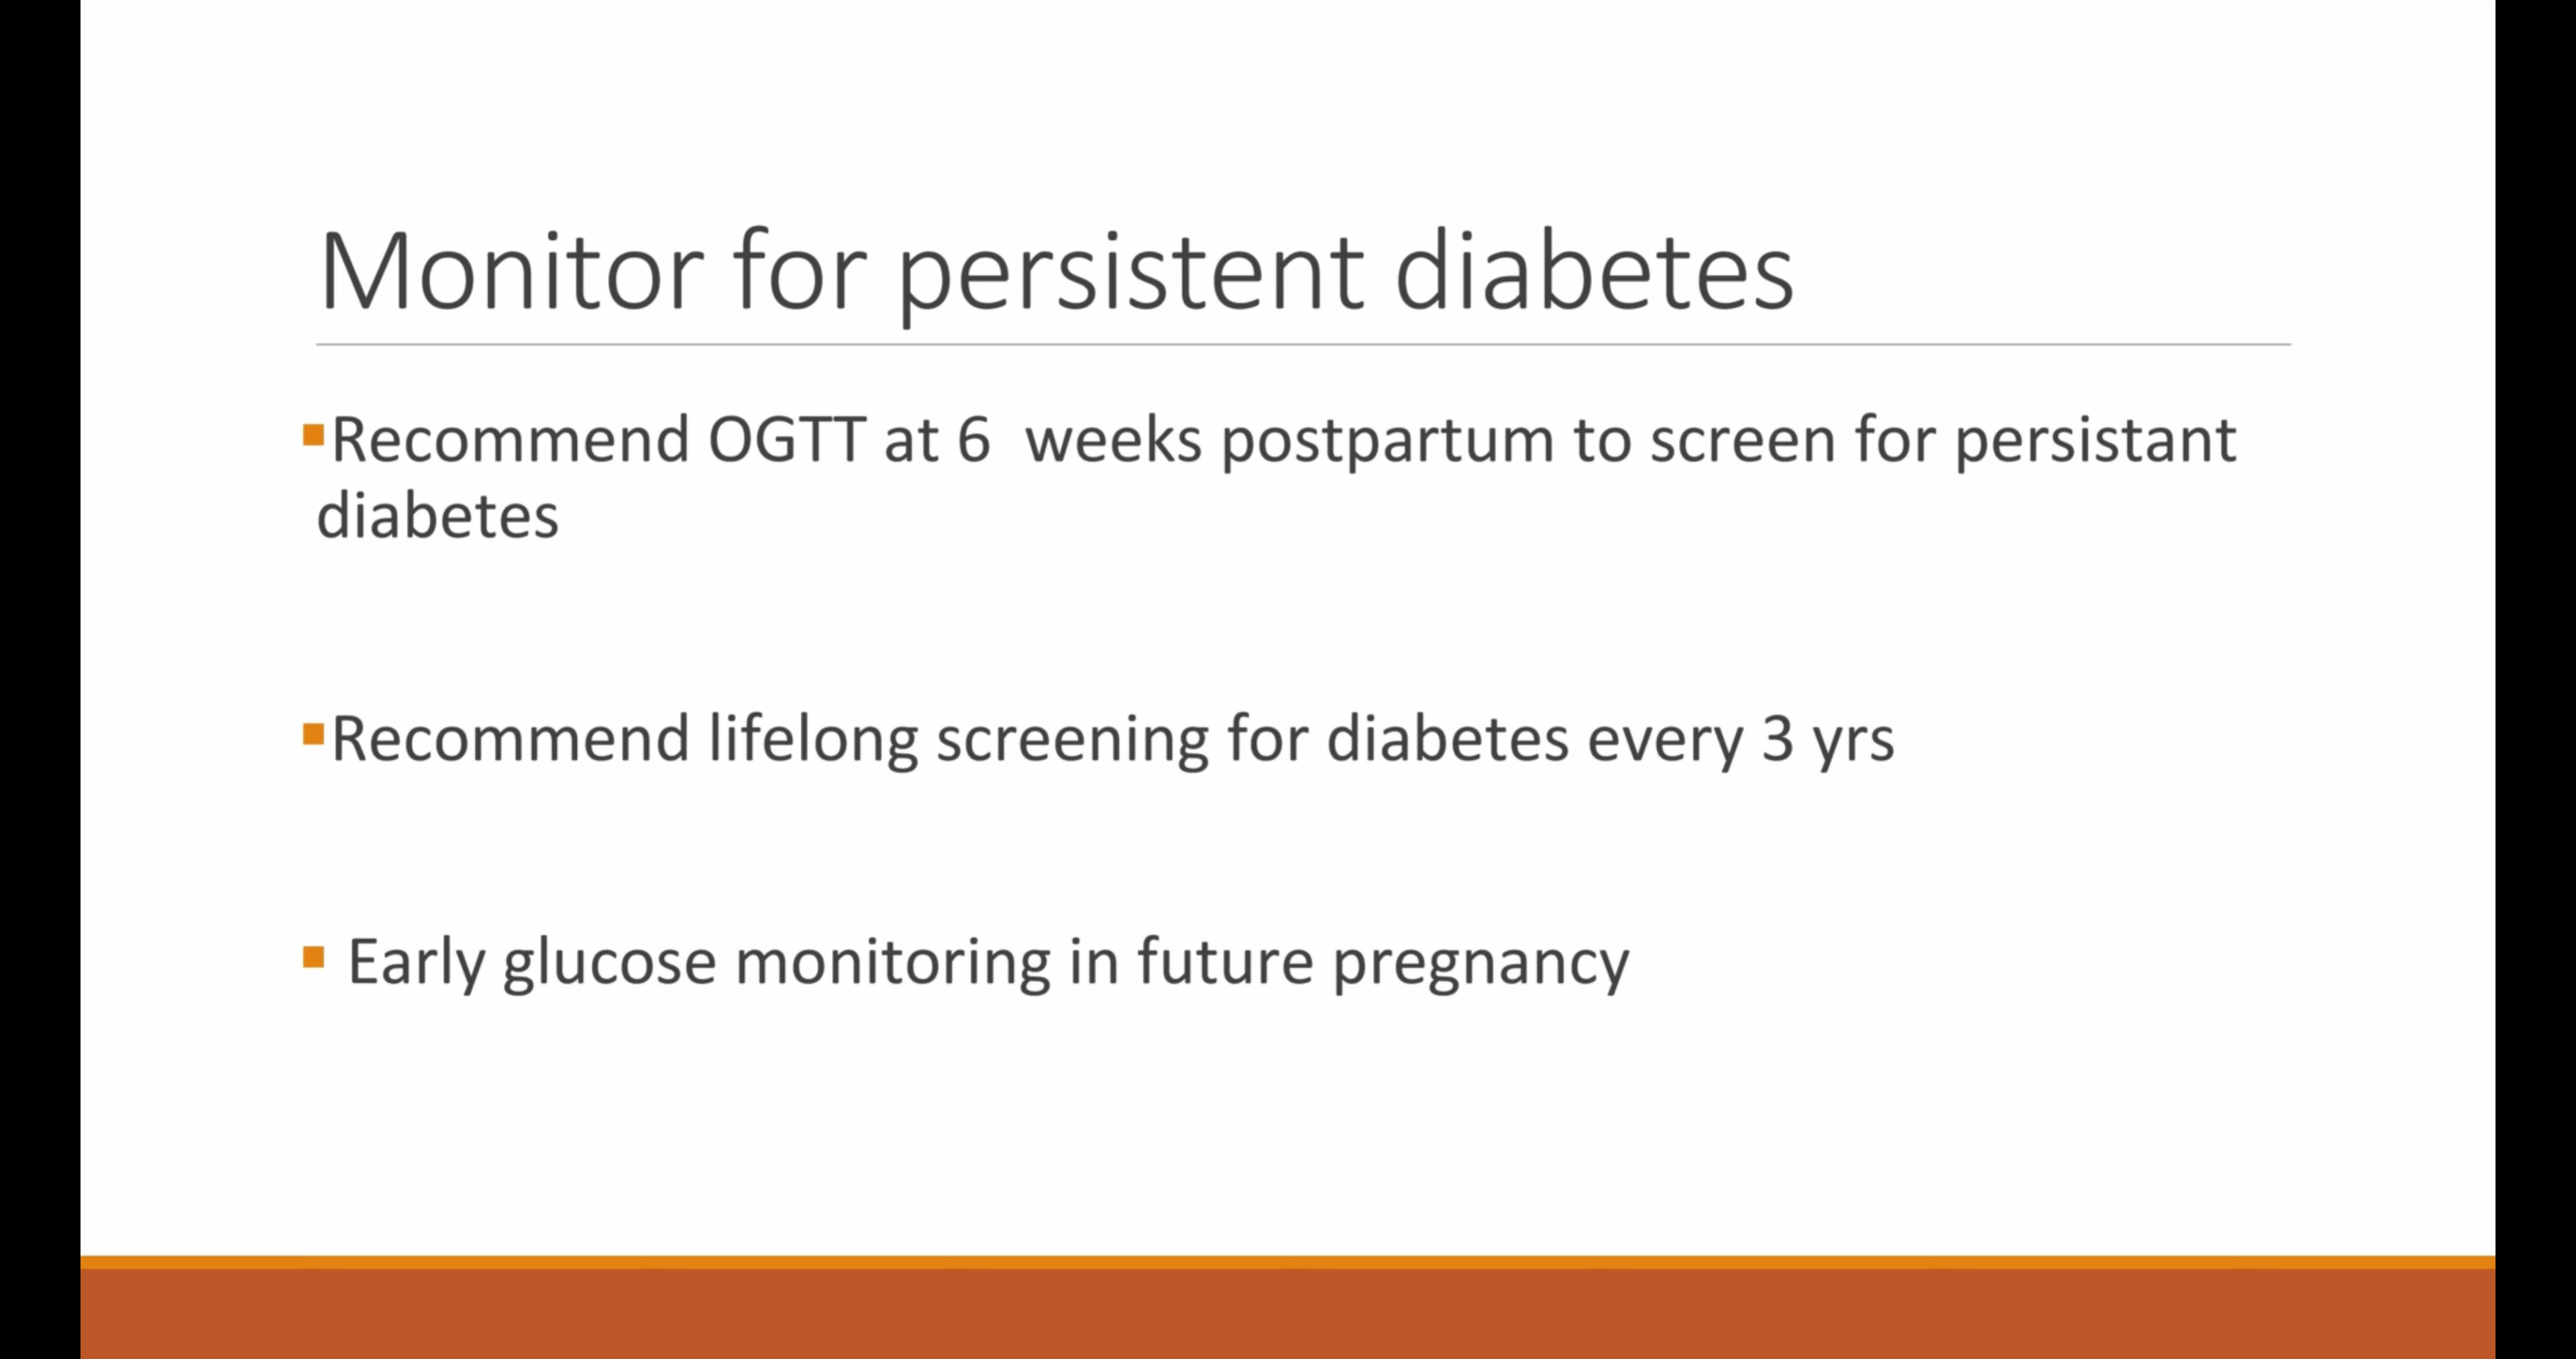 Monitor for persistent diabetes
▪Recommend OGTT at 6  weeks postpartum to screen for persistant
diabetes
▪Recommend lifelong screening for diabetes every 3 yrs
▪ Early glucose monitoring in future pregnancy